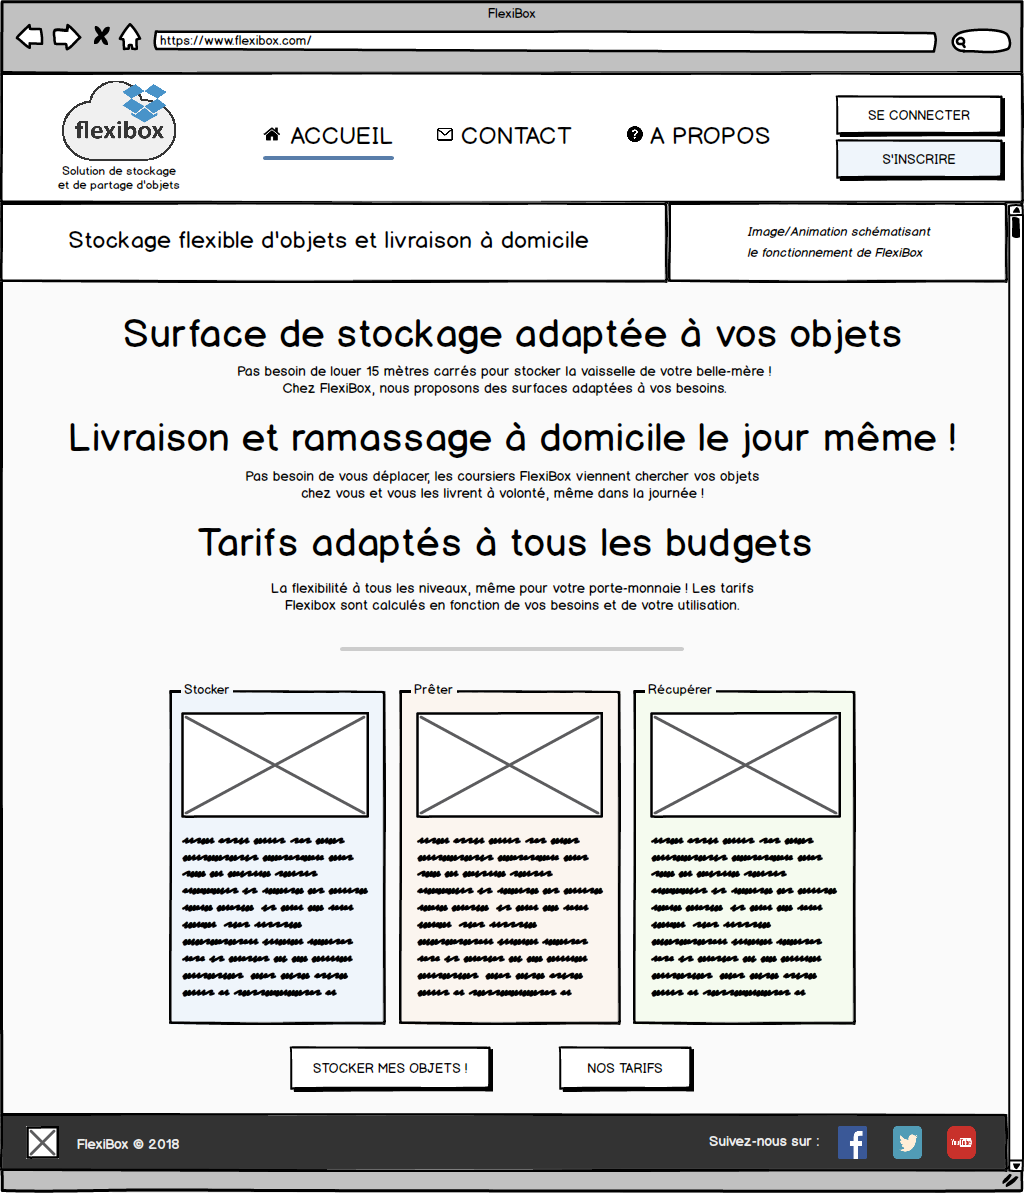 FlexiBox
https://www.flexibox.com/
flexibox
Solution de stockage
et de partage d'objets
ACCUEIL
CONTACT
A PROPOS
SE CONNECTER
S'INSCRIRE
Stockage flexible d'objets et livraison à domicile
Image/Animation schématisant
le fonctionnement de FlexiBox
Surface de stockage adaptée à vos objets
Pas besoin de louer 15 mètres carrés pour stocker la vaisselle de votre belle-mère !
Chez FlexiBox, nous proposons des surfaces adaptées à vos besoins.
Livraison et ramassage à domicile le jour même !
Pas besoin de vous déplacer, les coursiers FlexiBox viennent chercher vos objets
chez vous et vous les livrent à volonté, même dans la journée !
Tarifs adaptés à tous les budgets
La flexibilité à tous les niveaux, même pour votre porte-monnaie ! Les tarifs
Flexibox sont calculés en fonction de vos besoins et de votre utilisation.
Stocker
Prêter
Récupérer
STOCKER MES OBJETS !
NOS TARIFS
FlexiBox © 2018
Suivez-nous sur :
You Tube